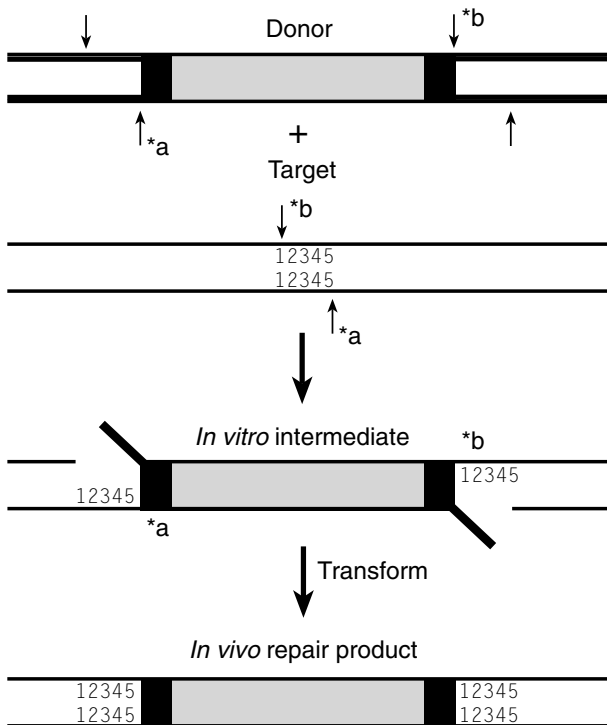 Donor
*b
*a
+
Target
*b
12345
12345
*a
In vitro intermediate
*b
12345
12345
*a
Transform
In vivo repair product
12345 12345
12345 12345